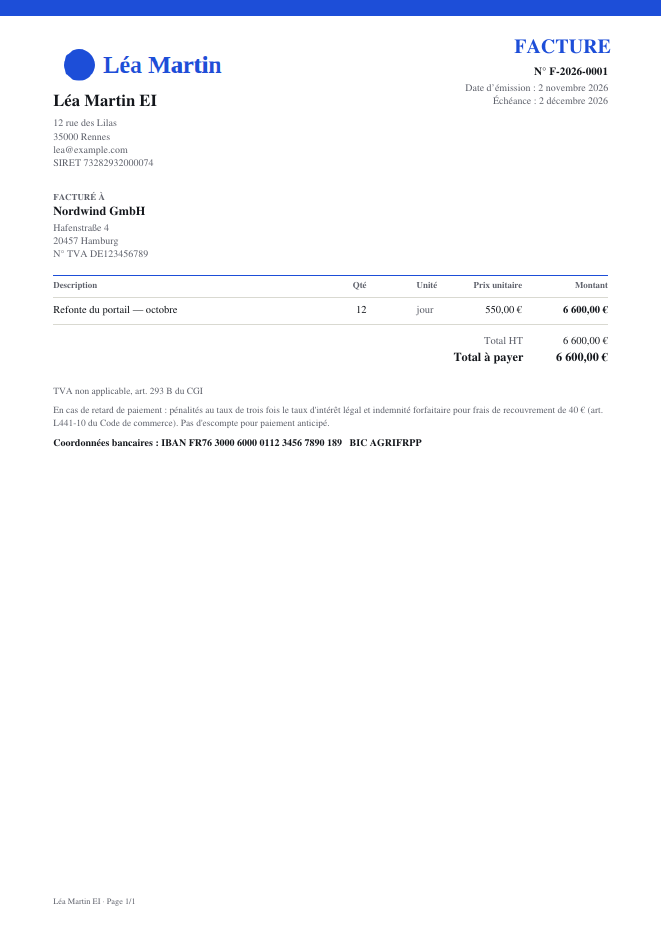 Léa Martin
FACTURE
N° F-2026-0001
Date d’émission : 2 novembre 2026
Échéance : 2 décembre 2026
Léa Martin EI
12 rue des Lilas
35000 Rennes
lea@example.com
SIRET 73282932000074
FACTURÉ À
Nordwind GmbH
Hafenstraße 4
20457 Hamburg
N° TVA DE123456789
Description Qté Unité Prix unitaire Montant
Refonte du portail — octobre 12 jour 550,00 € 6 600,00 €
Total HT 6 600,00 €
Total à payer 6 600,00 €
TVA non applicable, art. 293 B du CGI
En cas de retard de paiement : pénalités au taux de trois fois le taux d'intérêt légal et indemnité forfaitaire pour frais de recouvrement de 40 € (art.
L441-10 du Code de commerce). Pas d'escompte pour paiement anticipé.
Coordonnées bancaires : IBAN FR76 3000 6000 0112 3456 7890 189 BIC AGRIFRPP
Léa Martin EI · Page 1/1